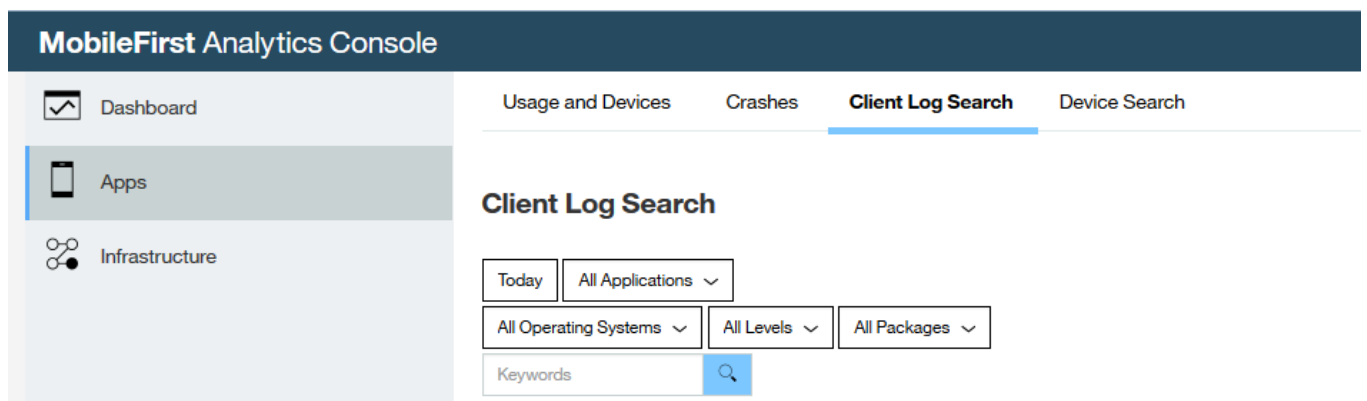 MobileFirst Analytics Console
Dashboard
Apps
Infrastructure
Usage and Devices Crashes Client Log Search Device Search
Client Log Search
Today All Applications
All Operating Systems All Levels All Packages
Keywords